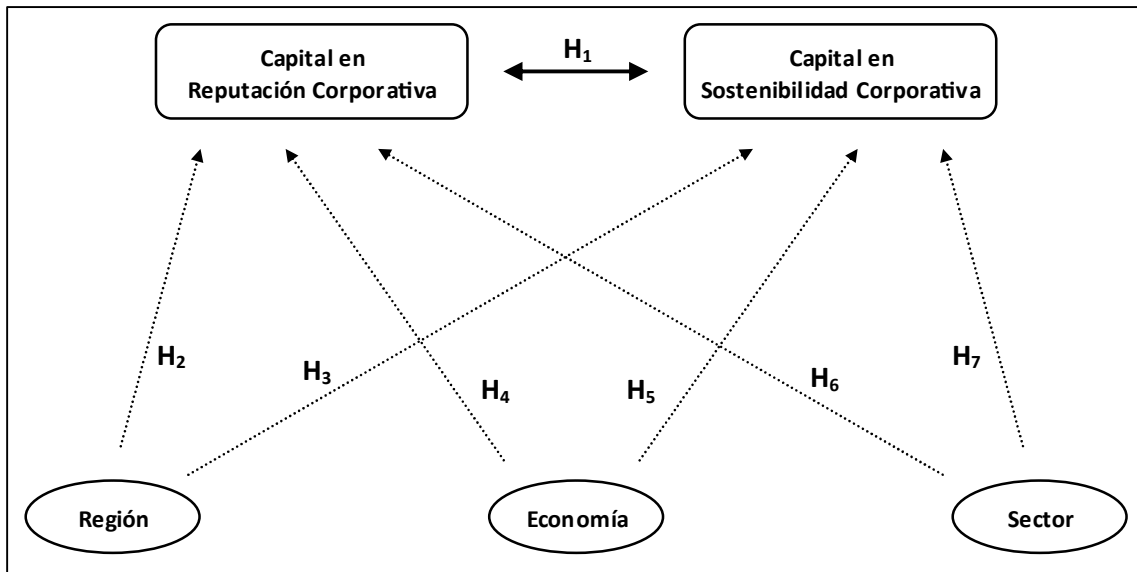 Capital en
Reputación Corporativa
H₁
Capital en
Sostenibilidad Corporativa
H₂
H₃
H₄
H₅
H₆
H₇
Región
Economía
Sector